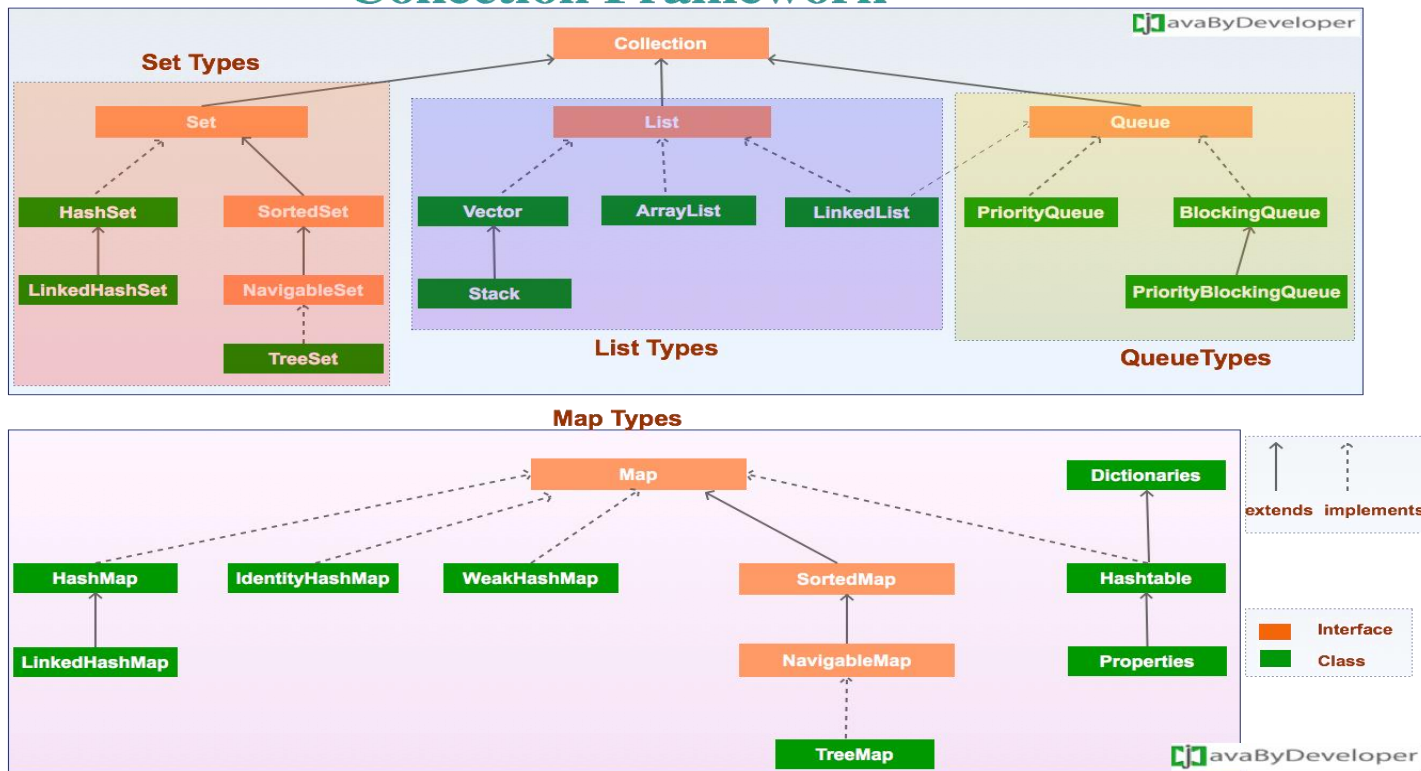 Collection Framework
avaByDeveloper
Collection
Set Types
Set
List
Queue
HashSet
SortedSet
Vector
ArrayList
LinkedList
PriorityQueue
BlockingQueue
LinkedHashSet
NavigableSet
Stack
PriorityBlockingQueue
TreeSet
List Types
QueueTypes
Map Types
Map
Dictionaries
extends implements
HashMap
IdentityHashMap
WeakHashMap
SortedMap
Hashtable
Interface
Class
LinkedHashMap
NavigableMap
Properties
TreeMap
avaByDeveloper